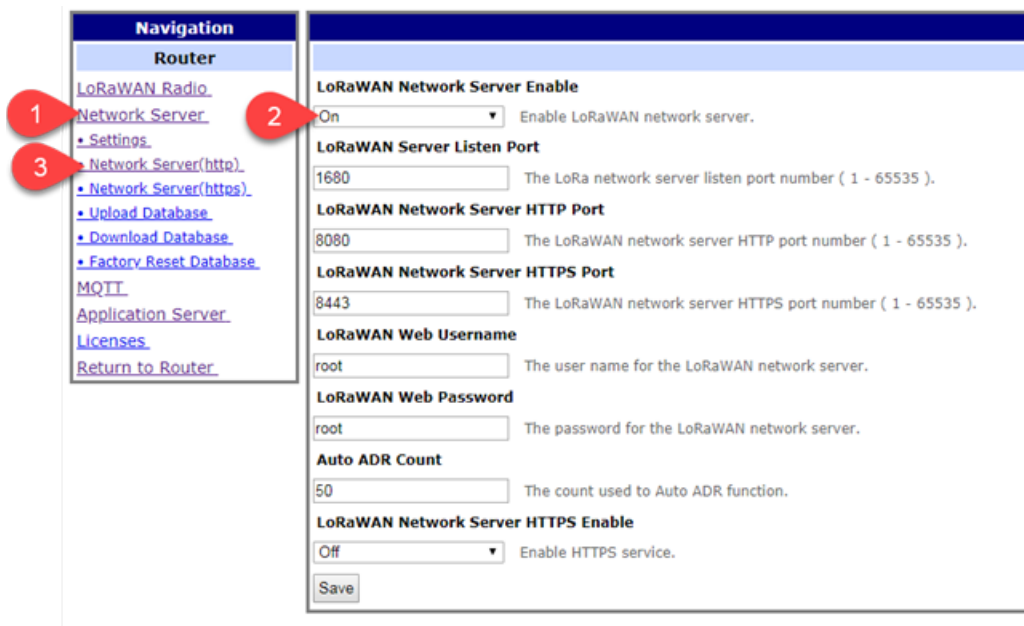 Navigation
Router
LoRaWAN Radio
1
Network Server
• Settings
3
• Network Server(http)
• Network Server(https)
• Upload Database
• Download Database
• Factory Reset Database
MQTT
Application Server
Licenses
Return to Router
LoRaWAN Network Server Enable
2
On Enable LoRaWAN network server.
LoRaWAN Server Listen Port
1680 The LoRa network server listen port number ( 1 - 65535 ).
LoRaWAN Network Server HTTP Port
8080 The LoRaWAN network server HTTP port number ( 1 - 65535 ).
LoRaWAN Network Server HTTPS Port
8443 The LoRaWAN network server HTTPS port number ( 1 - 65535 ).
LoRaWAN Web Username
root The user name for the LoRaWAN network server.
LoRaWAN Web Password
root The password for the LoRaWAN network server.
Auto ADR Count
50 The count used to Auto ADR function.
LoRaWAN Network Server HTTPS Enable
Off Enable HTTPS service.
Save